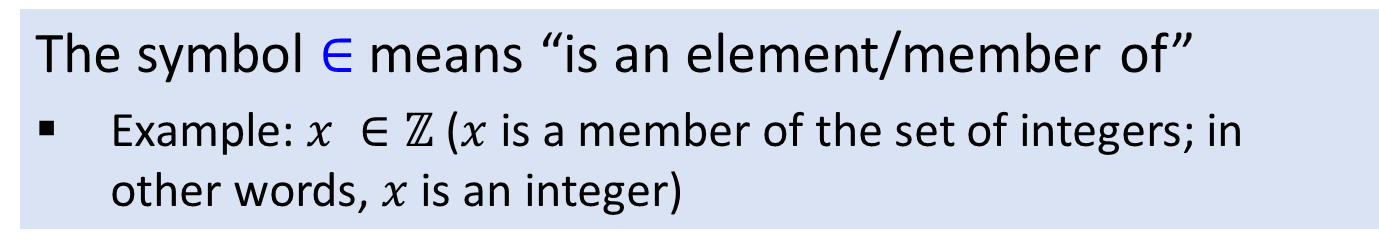 The symbol ∈ means “is an element/member of”
▪ Example: 𝑥 ∈ ℤ (𝑥 is a member of the set of integers; in
other words, 𝑥 is an integer)